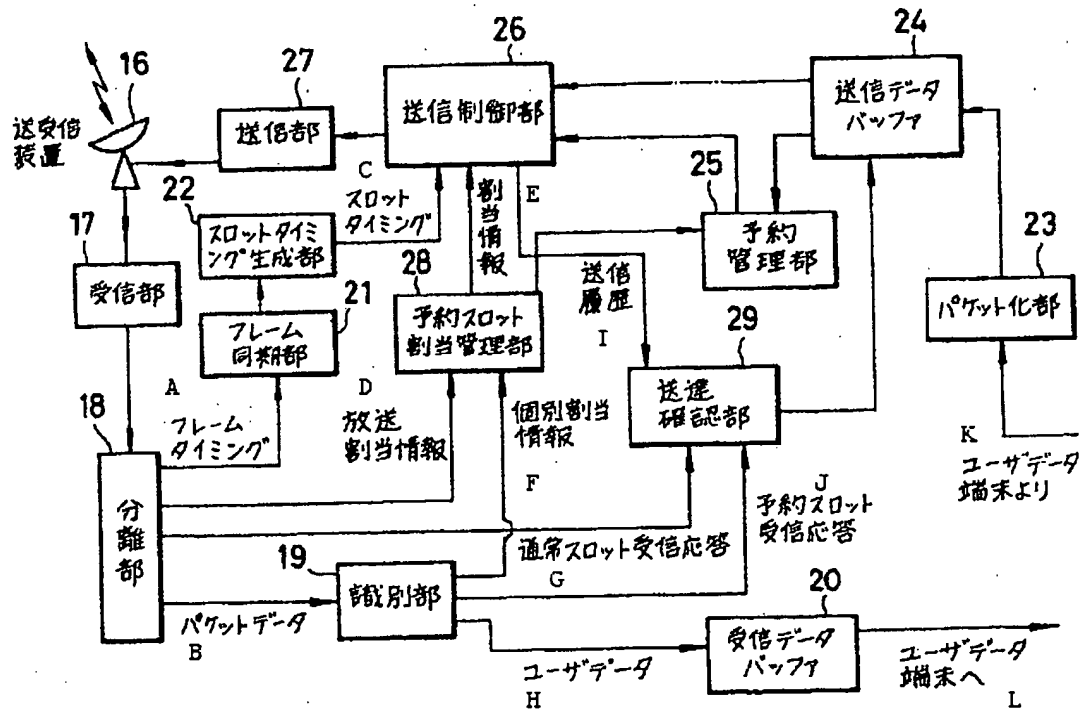 16
送受信
装置
27
送信部
26
送信制御部
24
送信データ
バッファ
C
スロット
タイミング
割当情報
E
25
予約
管理部
22
スロットタイミ
ング生成部
17
受信部
21
フレーム
同期部
28
予約スロット
割当管理部
送信
履歴
I
23
パケット化部
29
送達
確認部
A
フレーム
タイミング
D
放送
割当情報
個別割当
情報
F
K
ユーザデータ
端末より
18
分離部
J
予約スロット
受信応答
通常スロット受信応答
G
19
識別部
パケットデータ
B
20
受信データ
バッファ
ユーザデータ
H
ユーザデータ
端末へ
L